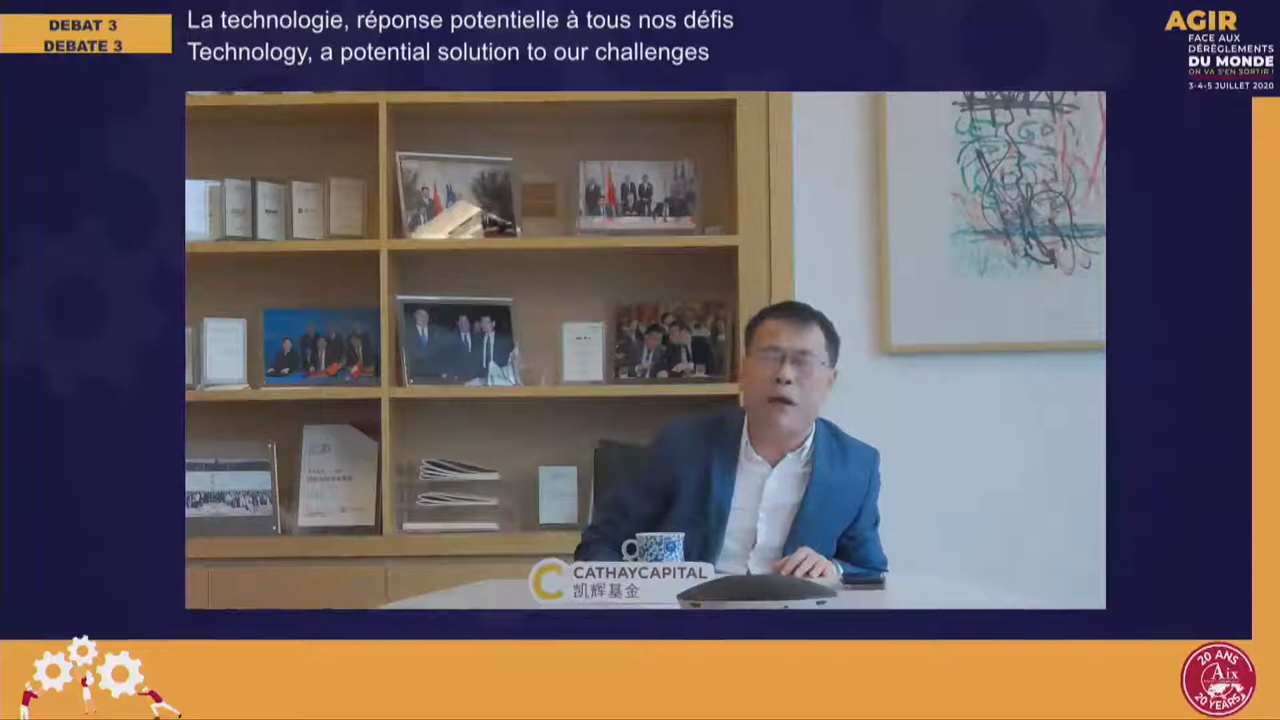 DEBAT 3
DEBATE 3
La technologie, réponse potentielle à tous nos défis
Technology, a potential solution to our challenges
AGIR
FACE AUX
DÉRÈGLEMENTS
DU MONDE
ON VA S'EN SORTIR !
3-4-5 JUILLET 2020
CATHAYCAPITAL
凯辉基金
20 ANS
Aix
20 YEARS